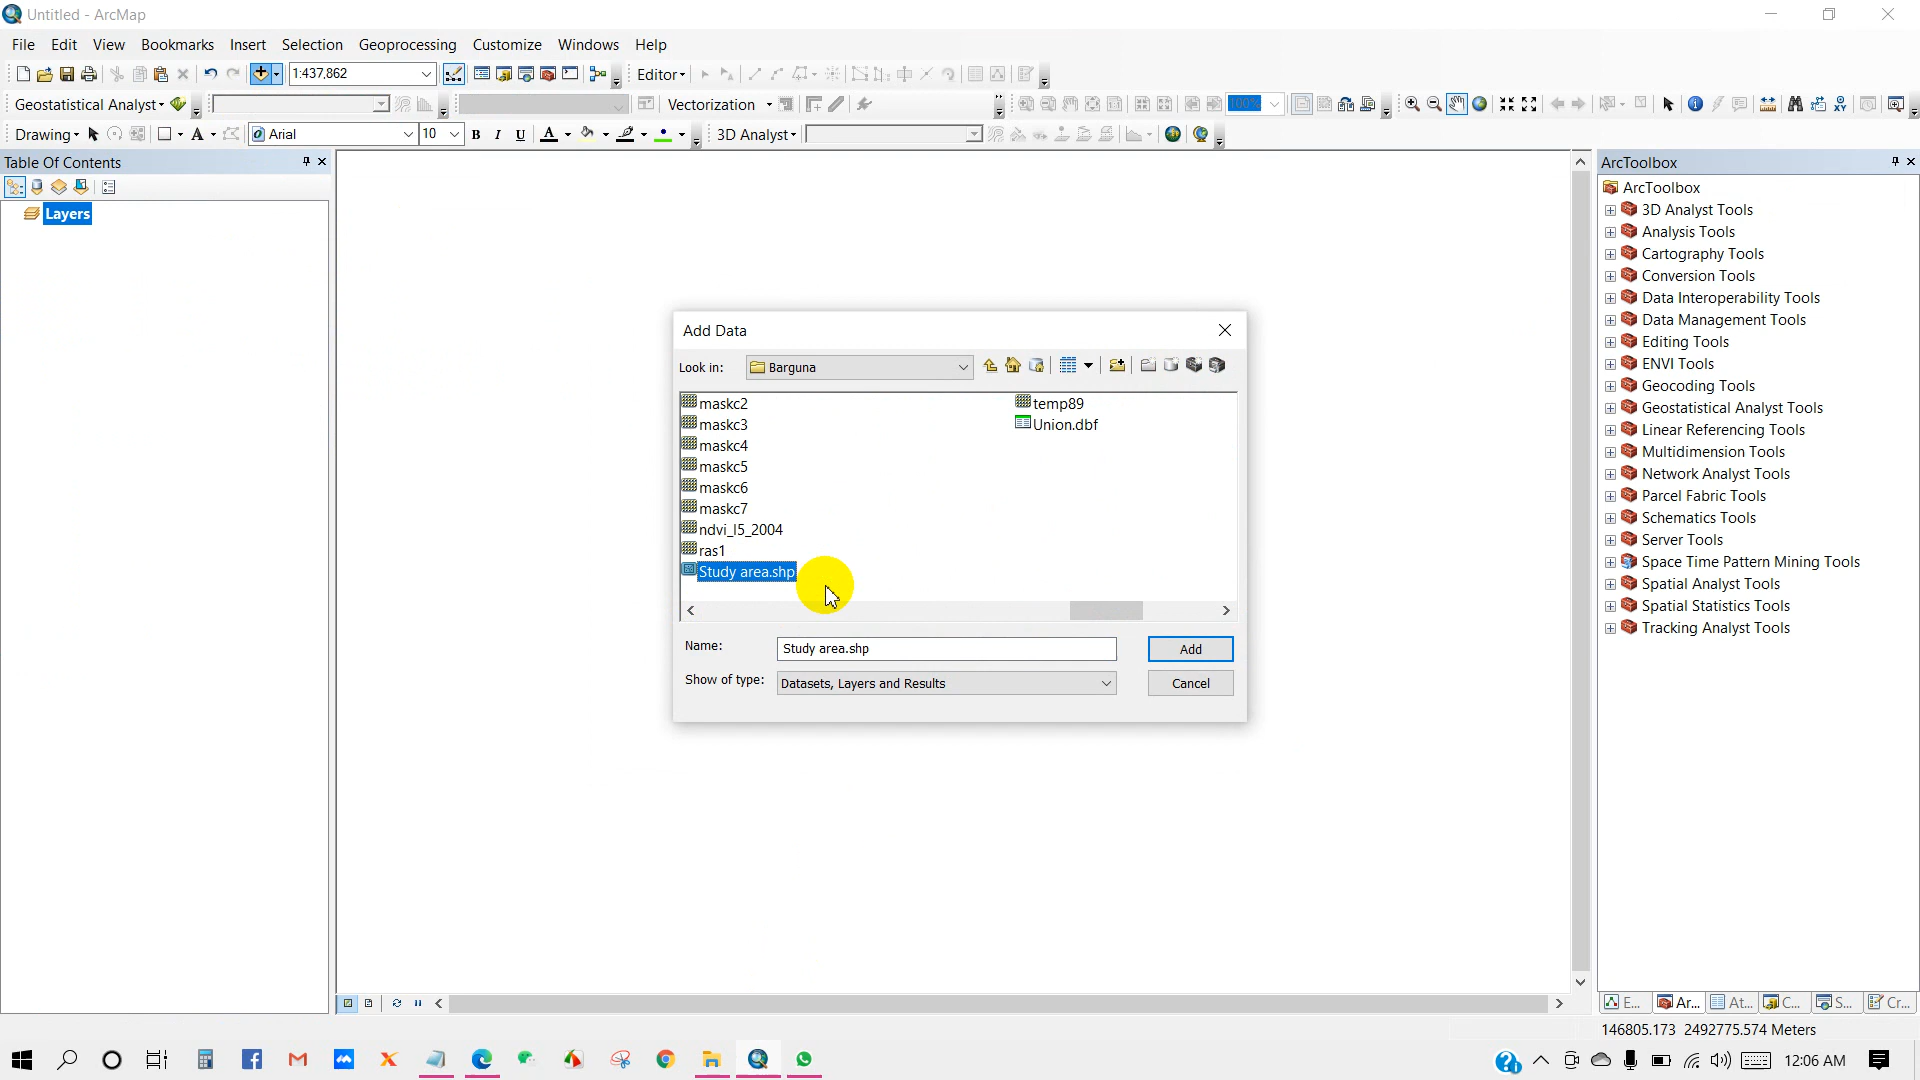 Untitled - ArcMap
File Edit View Bookmarks Insert Selection Geoprocessing Customize Windows Help
1:437,862 Editor
Geostatistical Analyst Vectorization 100%
Drawing A Arial 10 B I U A 3D Analyst
Table Of Contents
Layers
Add Data
Look in: Barguna
maskc2
maskc3
maskc4
maskc5
maskc6
maskc7
ndvi_l5_2004
ras1
Study area.shp
temp89
Union.dbf
Name: Study area.shp Add
Show of type: Datasets, Layers and Results Cancel
ArcToolbox
ArcToolbox
3D Analyst Tools
Analysis Tools
Cartography Tools
Conversion Tools
Data Interoperability Tools
Data Management Tools
Editing Tools
ENVI Tools
Geocoding Tools
Geostatistical Analyst Tools
Linear Referencing Tools
Multidimension Tools
Network Analyst Tools
Parcel Fabric Tools
Schematics Tools
Server Tools
Space Time Pattern Mining Tools
Spatial Analyst Tools
Spatial Statistics Tools
Tracking Analyst Tools
E... Ar... At... C... S... Cr...
146805.173 2492775.574 Meters
12:06 AM